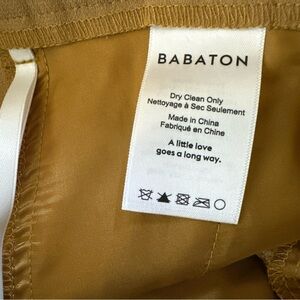 BABATON
Dry Clean Only
Nettoyage à Sec Seulement
Made in China
Fabriqué en Chine
A little love
goes a long way.